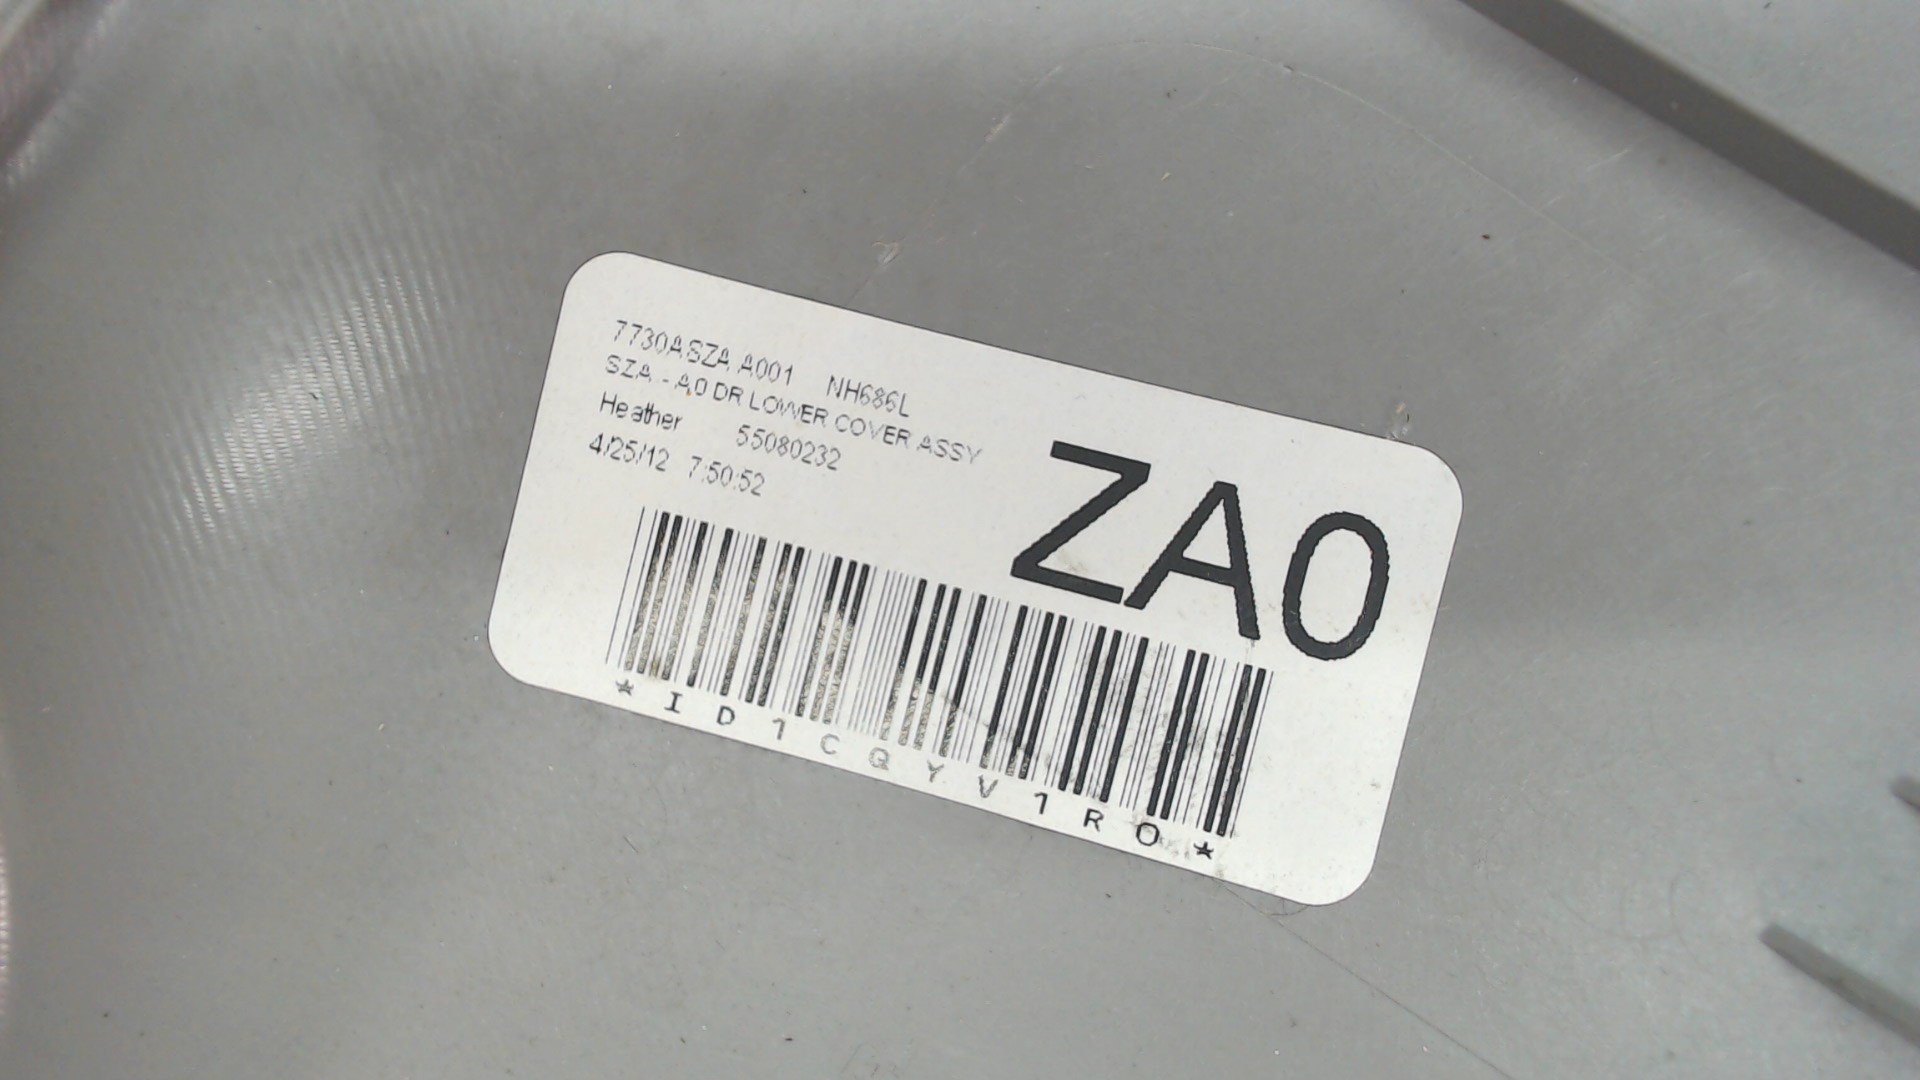 7730ASZA A001 NH686L
SZA - A0 DR LOWER COVER ASSY
Heather 55080232
4/25/12 7:50:52
ZA0
*ID1CQYV1RO*